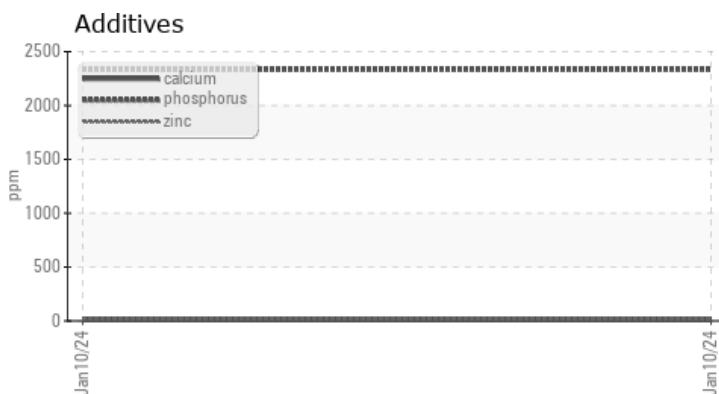 Additives
2500
2000
1500
1000
500
0
ppm
calcium
phosphorus
zinc
Jan10/24
Jan10/24